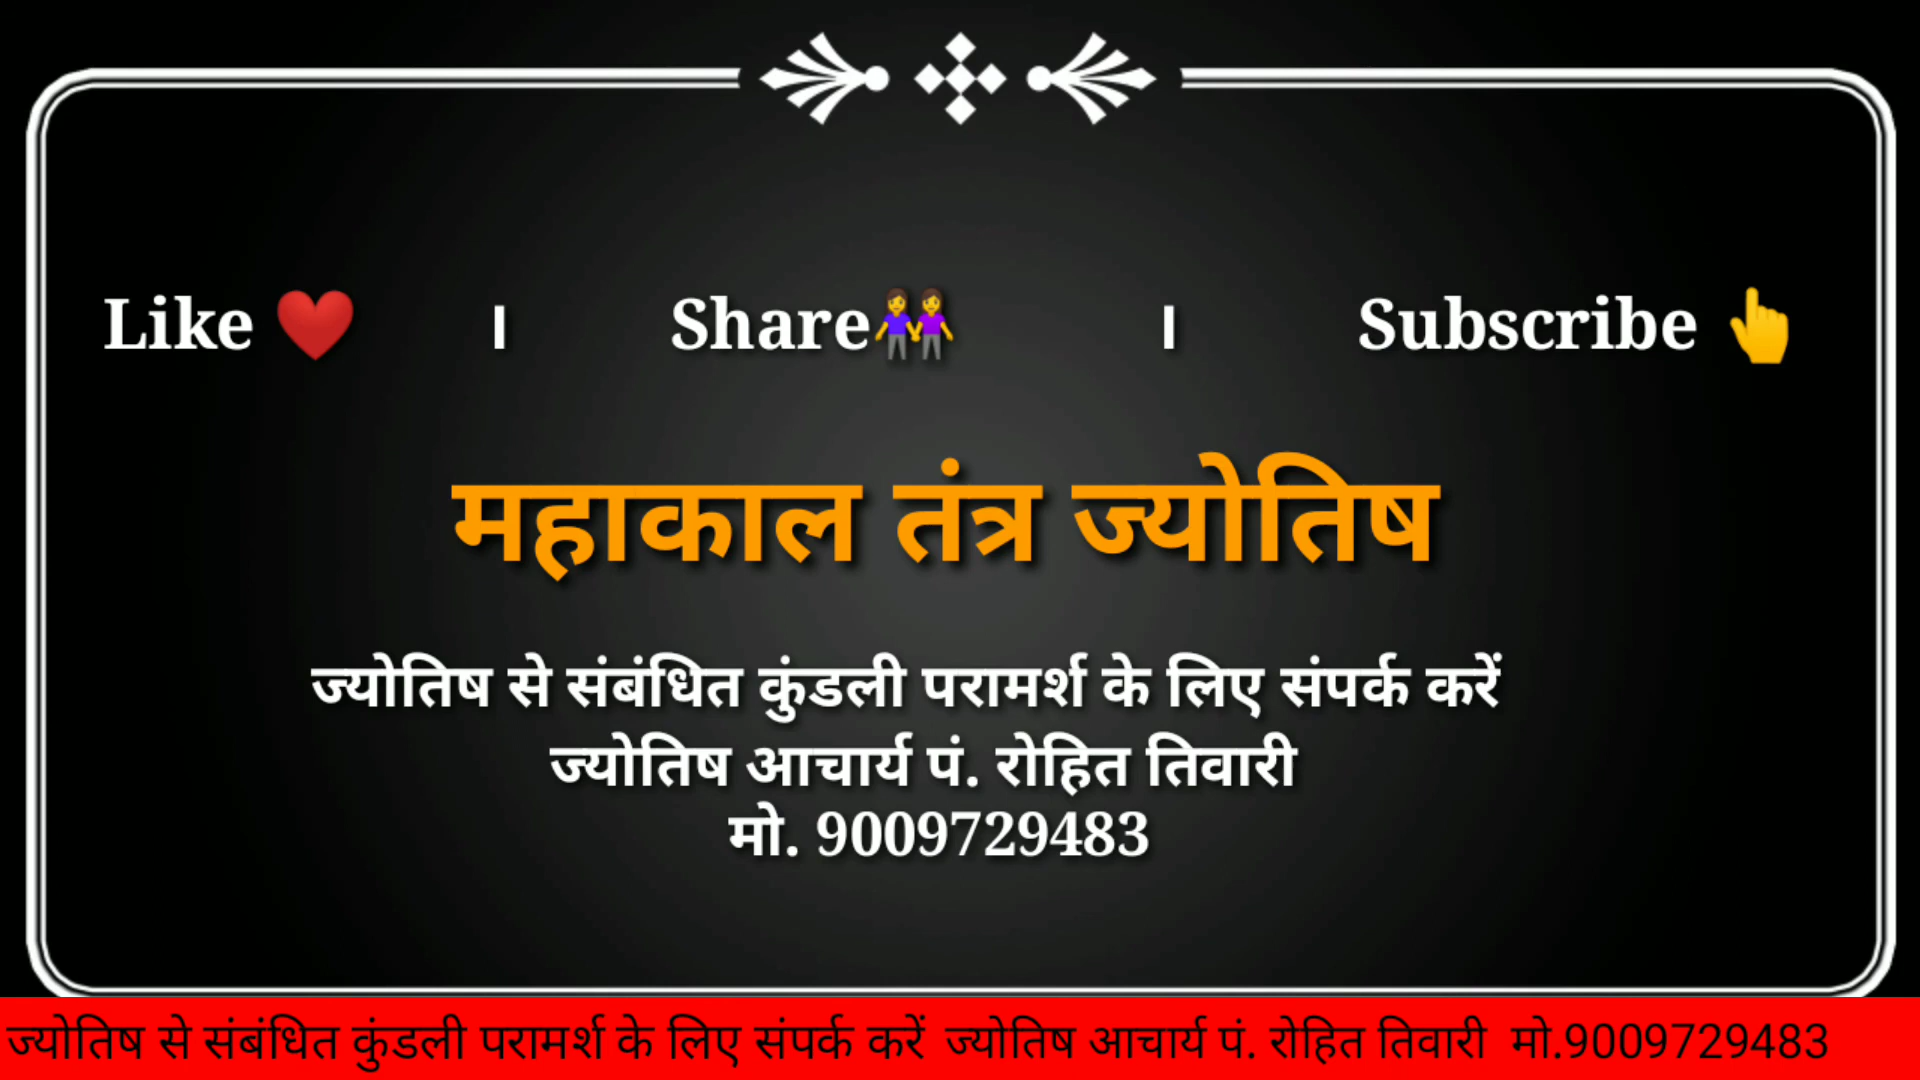 Like ❤️ I Share👭 I Subscribe 👆
महाकाल तंत्र ज्योतिष
ज्योतिष से संबंधित कुंडली परामर्श के लिए संपर्क करें
ज्योतिष आचार्य पं. रोहित तिवारी
मो. 9009729483
ज्योतिष से संबंधित कुंडली परामर्श के लिए संपर्क करें ज्योतिष आचार्य पं. रोहित तिवारी मो.9009729483